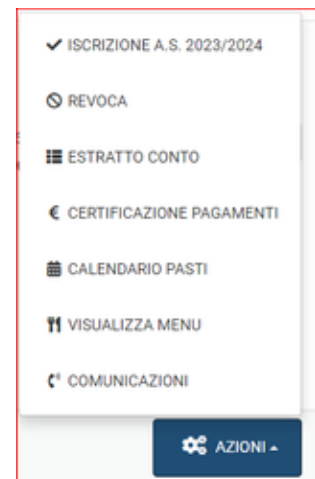 ISCRIZIONE A.S. 2023/2024
REVOCA
ESTRATTO CONTO
€ CERTIFICAZIONE PAGAMENTI
CALENDARIO PASTI
VISUALIZZA MENU
COMUNICAZIONI
AZIONI